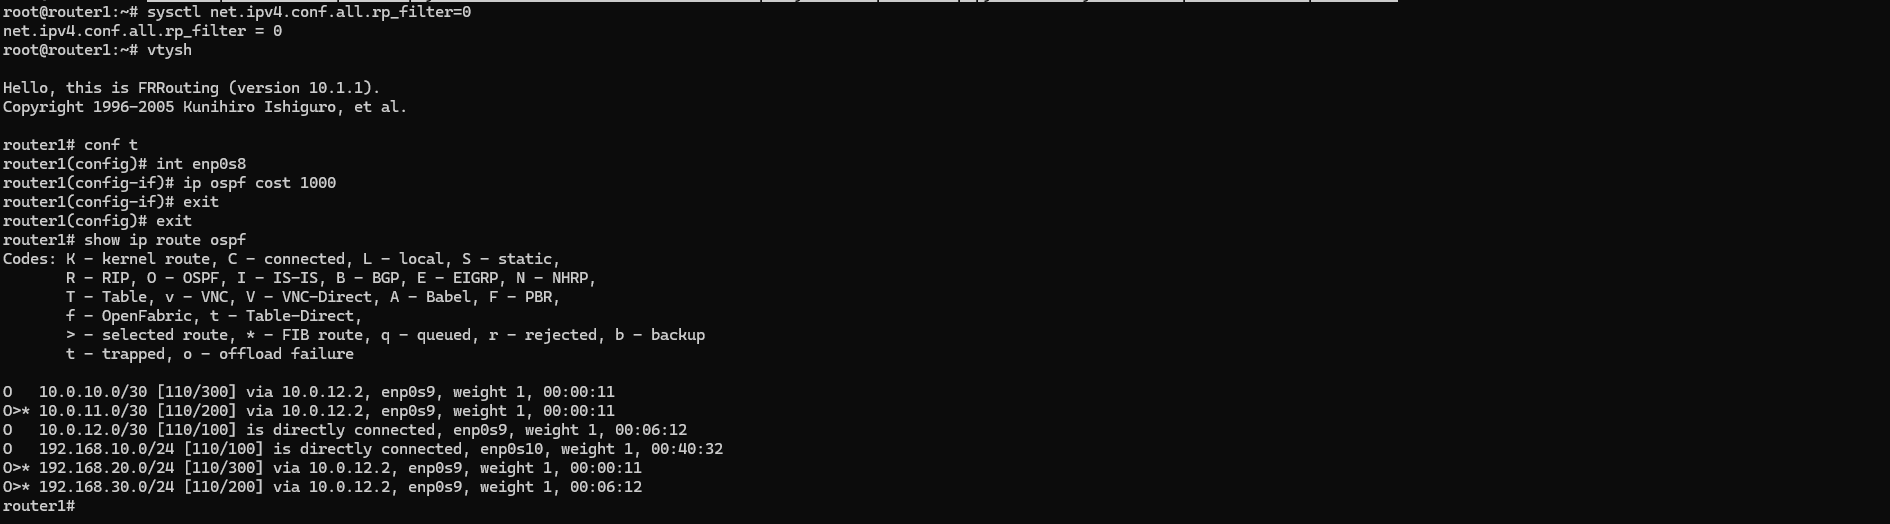 root@router1:~# sysctl net.ipv4.conf.all.rp_filter=0
net.ipv4.conf.all.rp_filter = 0
root@router1:~# vtysh

Hello, this is FRRouting (version 10.1.1).
Copyright 1996-2005 Kunihiro Ishiguro, et al.

router1# conf t
router1(config)# int enp0s8
router1(config-if)# ip ospf cost 1000
router1(config-if)# exit
router1(config)# exit
router1# show ip route ospf
Codes: K - kernel route, C - connected, L - local, S - static,
       R - RIP, O - OSPF, I - IS-IS, B - BGP, E - EIGRP, N - NHRP,
       T - Table, v - VNC, V - VNC-Direct, A - Babel, F - PBR,
       f - OpenFabric, t - Table-Direct,
       > - selected route, * - FIB route, q - queued, r - rejected, b - backup
       t - trapped, o - offload failure

O   10.0.10.0/30 [110/300] via 10.0.12.2, enp0s9, weight 1, 00:00:11
O>* 10.0.11.0/30 [110/200] via 10.0.12.2, enp0s9, weight 1, 00:00:11
O   10.0.12.0/30 [110/100] is directly connected, enp0s9, weight 1, 00:06:12
O   192.168.10.0/24 [110/100] is directly connected, enp0s10, weight 1, 00:40:32
O>* 192.168.20.0/24 [110/300] via 10.0.12.2, enp0s9, weight 1, 00:00:11
O>* 192.168.30.0/24 [110/200] via 10.0.12.2, enp0s9, weight 1, 00:06:12
router1#